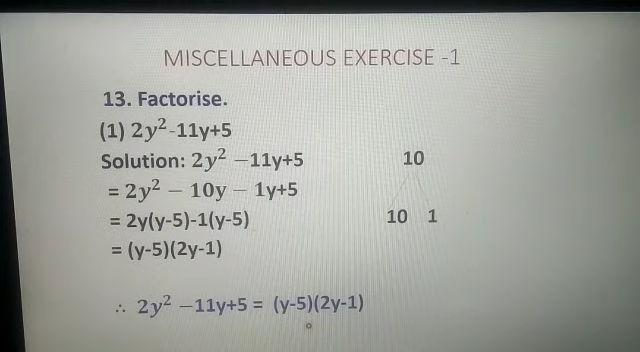 MISCELLANEOUS EXERCISE -1
13. Factorise.
(1) 2y² -11y+5
Solution: 2y² −11y+5
10
= 2y² − 10y − 1y+5
= 2y(y-5)-1(y-5)
10 1
= (y-5)(2y-1)
∴ 2y² −11y+5 = (y-5)(2y-1)